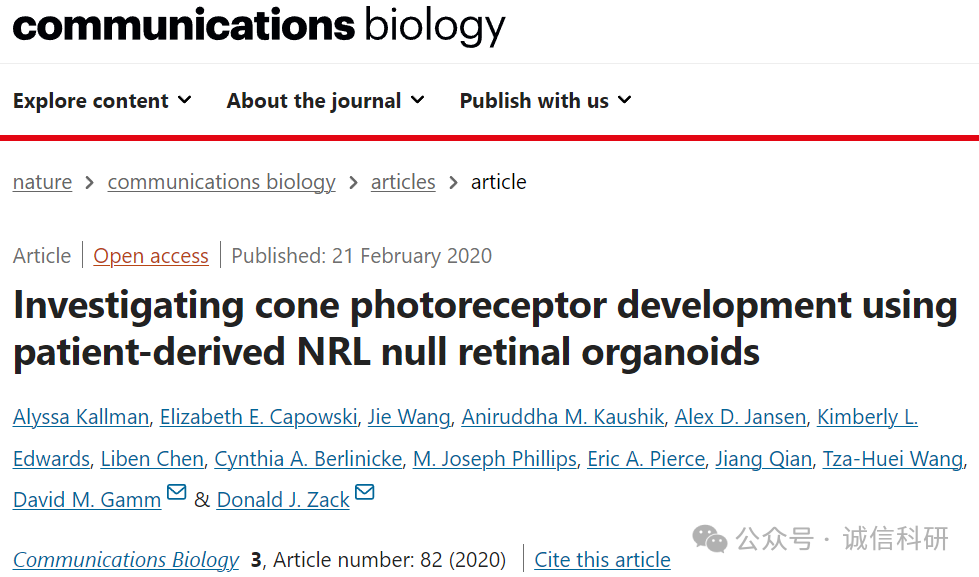 communications biology
Explore content About the journal Publish with us
nature > communications biology > articles > article
Article Open access Published: 21 February 2020
Investigating cone photoreceptor development using
patient-derived NRL null retinal organoids
Alyssa Kallman, Elizabeth E. Capowski, Jie Wang, Aniruddha M. Kaushik, Alex D. Jansen, Kimberly L.
Edwards, Liben Chen, Cynthia A. Berlinicke, M. Joseph Phillips, Eric A. Pierce, Jiang Qian, Tza-Huei Wang,
David M. Gamm & Donald J. Zack
Communications Biology 3, Article number: 82 (2020) Cite this article
公众号 · 诚信科研